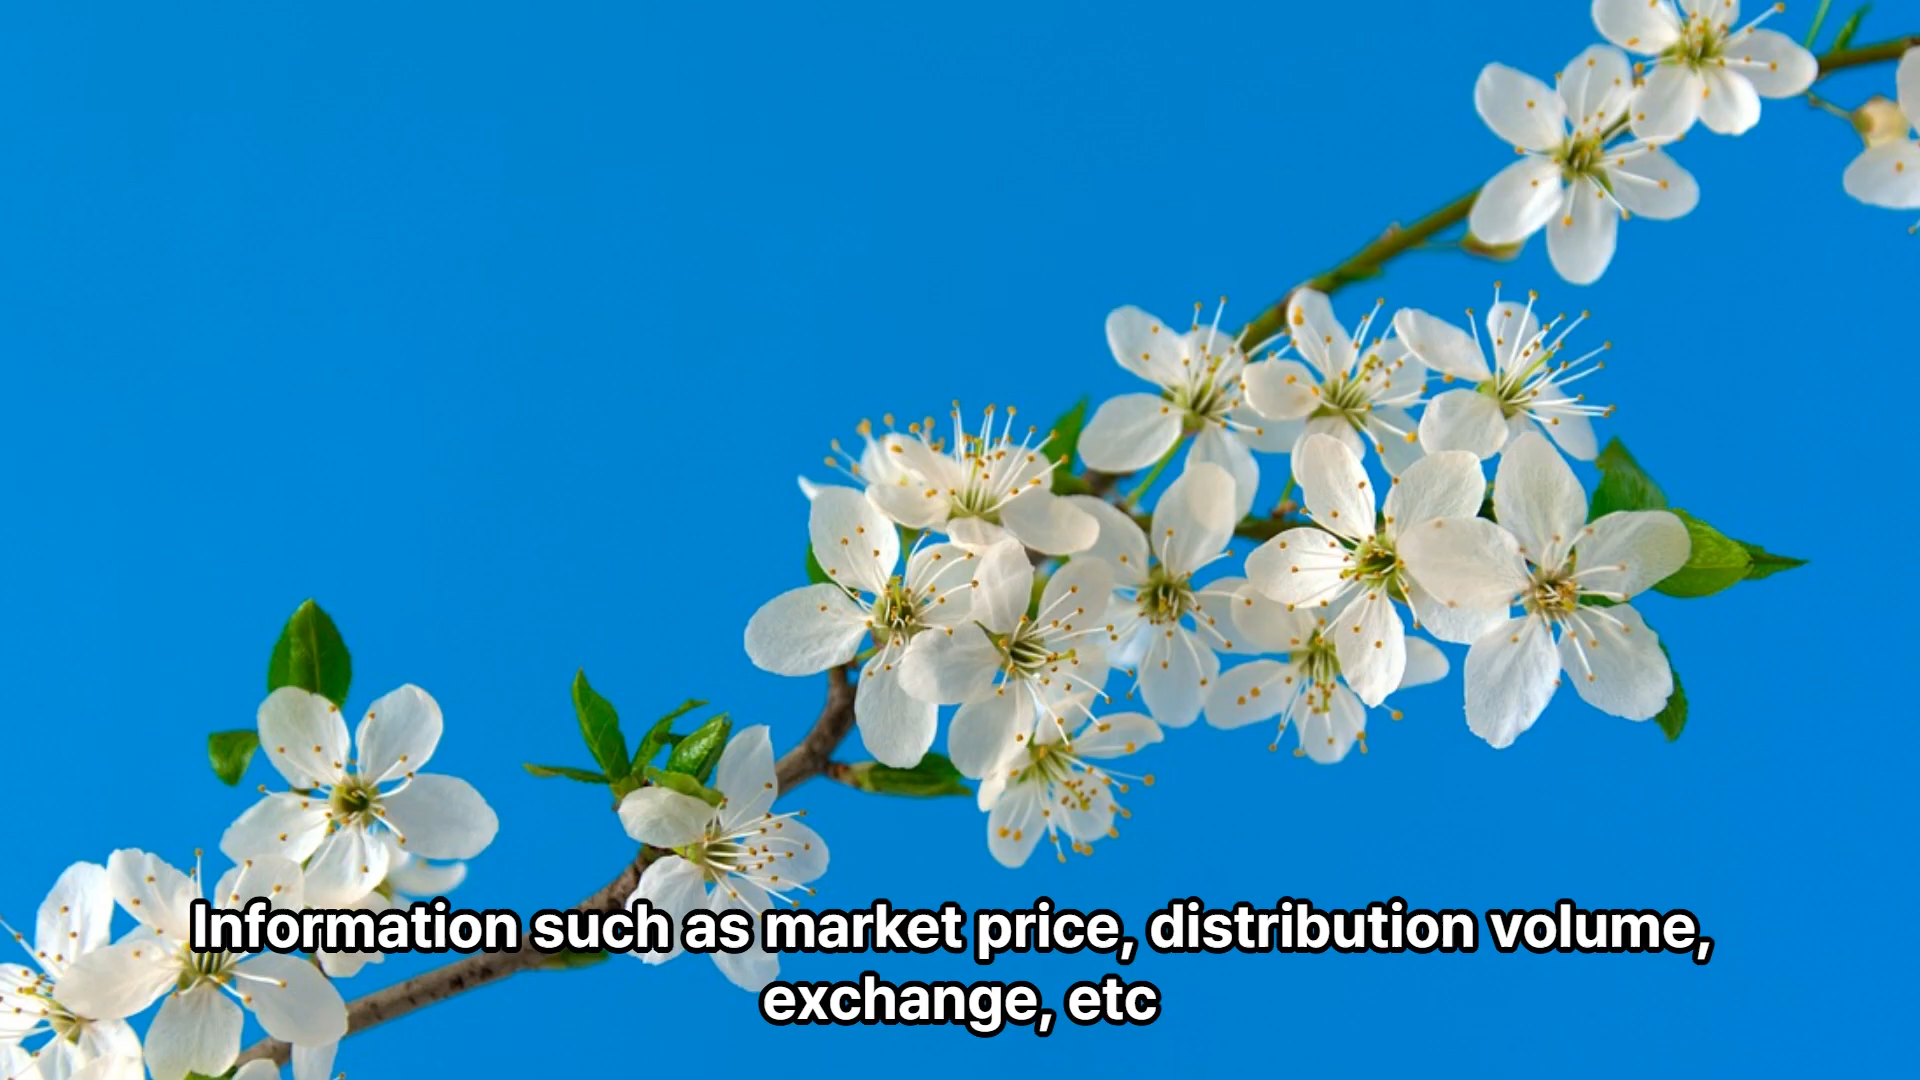 Information such as market price, distribution volume,
exchange, etc